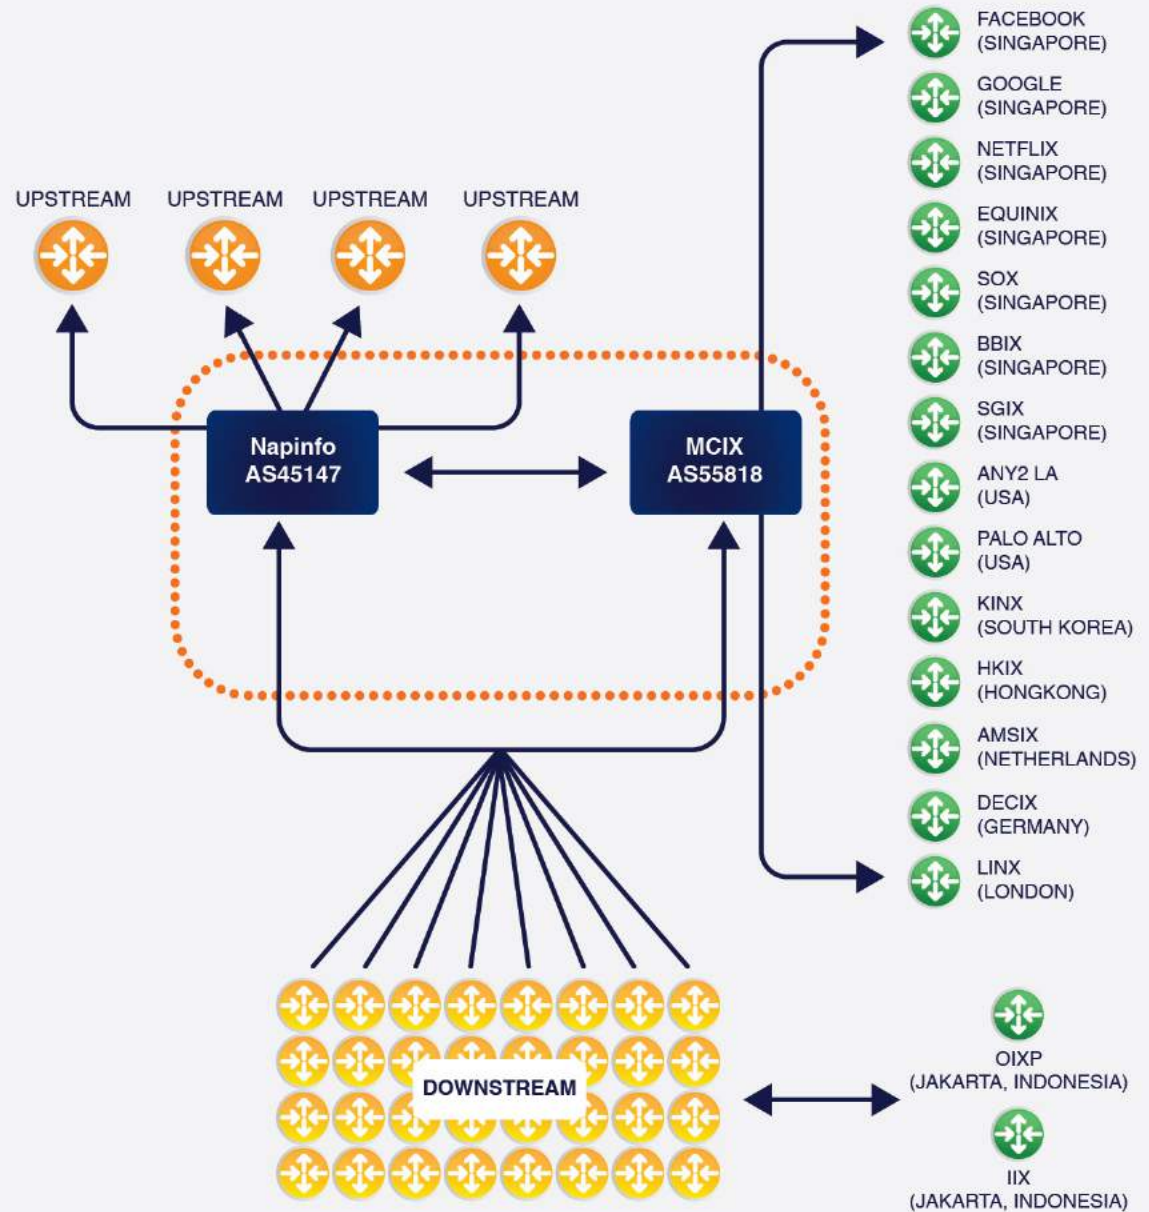 UPSTREAM
UPSTREAM
UPSTREAM
UPSTREAM
Napinfo
AS45147
MCIX
AS55818
FACEBOOK
(SINGAPORE)
GOOGLE
(SINGAPORE)
NETFLIX
(SINGAPORE)
EQUINIX
(SINGAPORE)
SOX
(SINGAPORE)
BBIX
(SINGAPORE)
SGIX
(SINGAPORE)
ANY2 LA
(USA)
PALO ALTO
(USA)
KINX
(SOUTH KOREA)
HKIX
(HONGKONG)
AMSIX
(NETHERLANDS)
DECIX
(GERMANY)
LINX
(LONDON)
DOWNSTREAM
OIXP
(JAKARTA, INDONESIA)
IIX
(JAKARTA, INDONESIA)